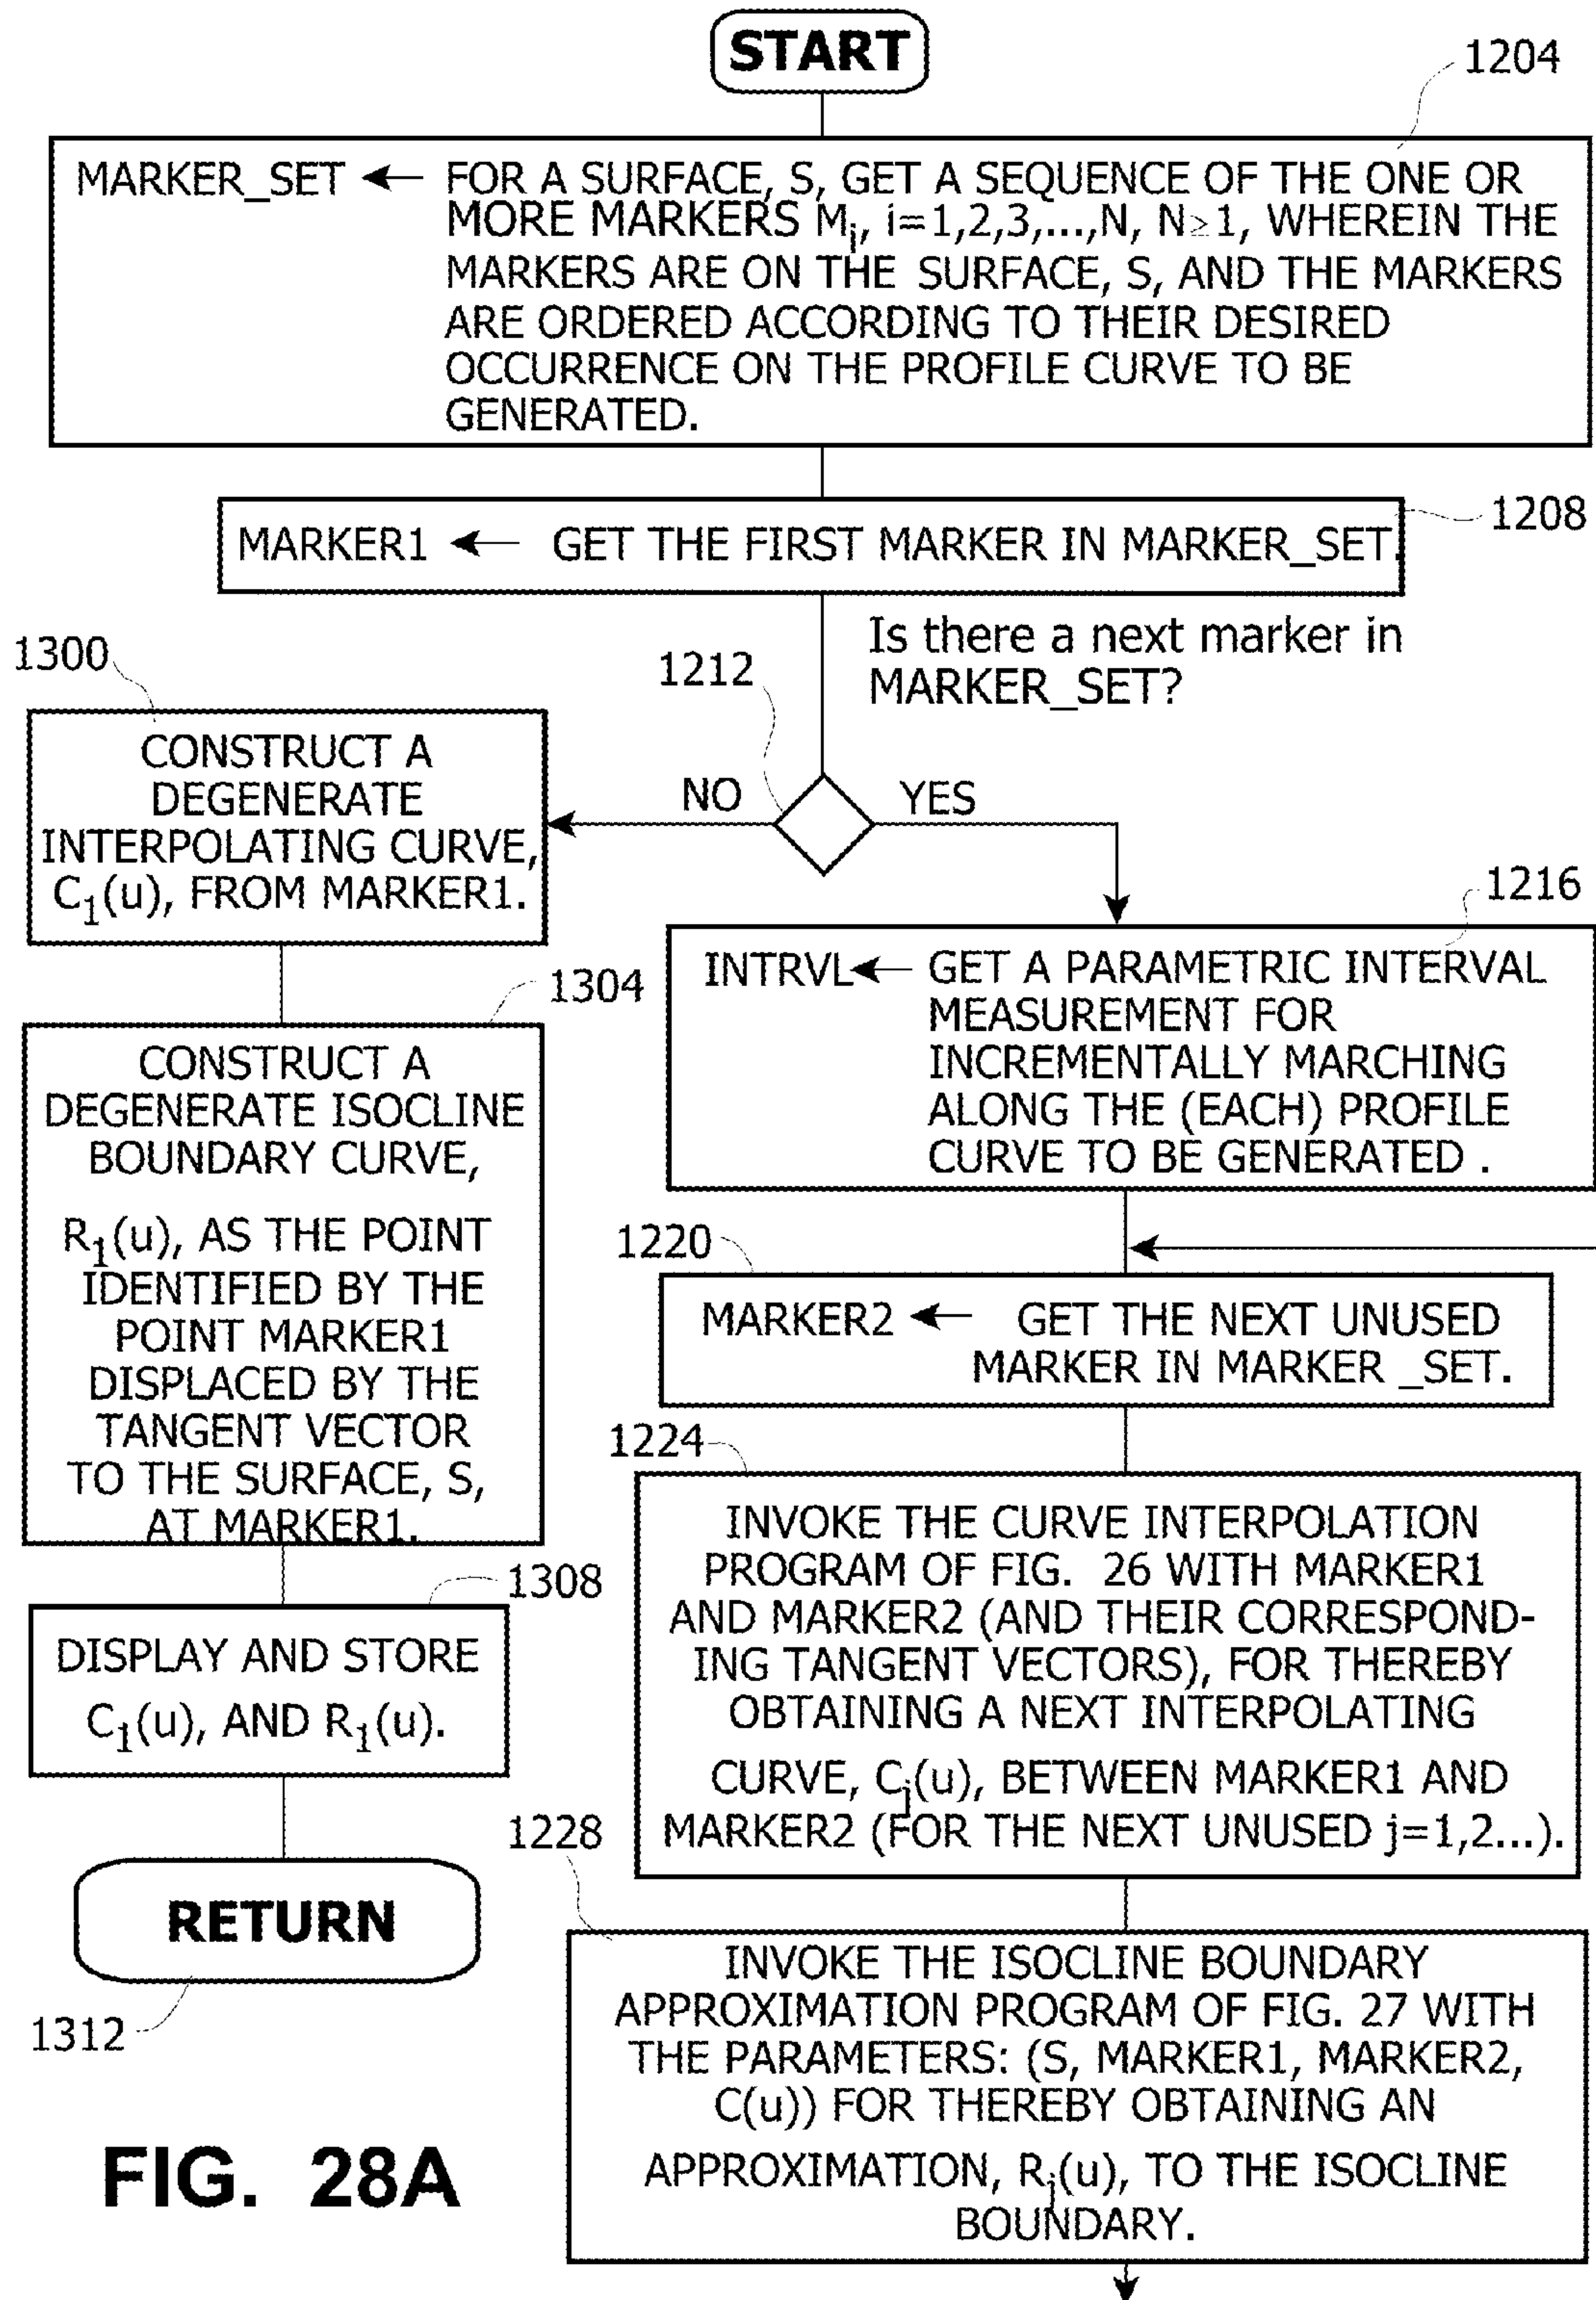 START
1204
MARKER_SET ← FOR A SURFACE, S, GET A SEQUENCE OF THE ONE OR
MORE MARKERS Mi, i=1,2,3,...,N, N≥1, WHEREIN THE
MARKERS ARE ON THE SURFACE, S, AND THE MARKERS
ARE ORDERED ACCORDING TO THEIR DESIRED
OCCURRENCE ON THE PROFILE CURVE TO BE
GENERATED.
1208
MARKER1 ← GET THE FIRST MARKER IN MARKER_SET.
Is there a next marker in
MARKER_SET?
1212
NO
YES
1300
CONSTRUCT A
DEGENERATE
INTERPOLATING CURVE,
C1(u), FROM MARKER1.
1304
CONSTRUCT A
DEGENERATE ISOCLINE
BOUNDARY CURVE,
R1(u), AS THE POINT
IDENTIFIED BY THE
POINT MARKER1
DISPLACED BY THE
TANGENT VECTOR
TO THE SURFACE, S,
AT MARKER1.
1308
DISPLAY AND STORE
C1(u), AND R1(u).
RETURN
1312
1216
INTRVL← GET A PARAMETRIC INTERVAL
MEASUREMENT FOR
INCREMENTALLY MARCHING
ALONG THE (EACH) PROFILE
CURVE TO BE GENERATED .
1220
MARKER2 ← GET THE NEXT UNUSED
MARKER IN MARKER _SET.
1224
INVOKE THE CURVE INTERPOLATION
PROGRAM OF FIG. 26 WITH MARKER1
AND MARKER2 (AND THEIR CORRESPOND-
ING TANGENT VECTORS), FOR THEREBY
OBTAINING A NEXT INTERPOLATING
CURVE, Cj(u), BETWEEN MARKER1 AND
MARKER2 (FOR THE NEXT UNUSED j=1,2...).
1228
INVOKE THE ISOCLINE BOUNDARY
APPROXIMATION PROGRAM OF FIG. 27 WITH
THE PARAMETERS: (S, MARKER1, MARKER2,
C(u)) FOR THEREBY OBTAINING AN
APPROXIMATION, Rj(u), TO THE ISOCLINE
BOUNDARY.
FIG. 28A